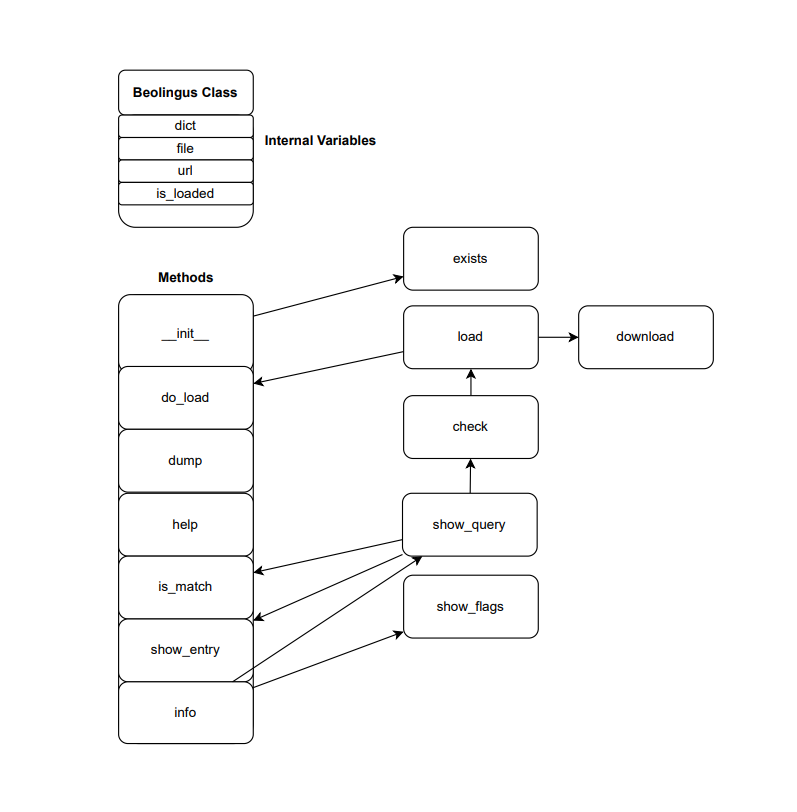 Beolingus Class
dict
file
url
is_loaded
Internal Variables
Methods
__init__
do_load
dump
help
is_match
show_entry
info
exists
load
download
check
show_query
show_flags